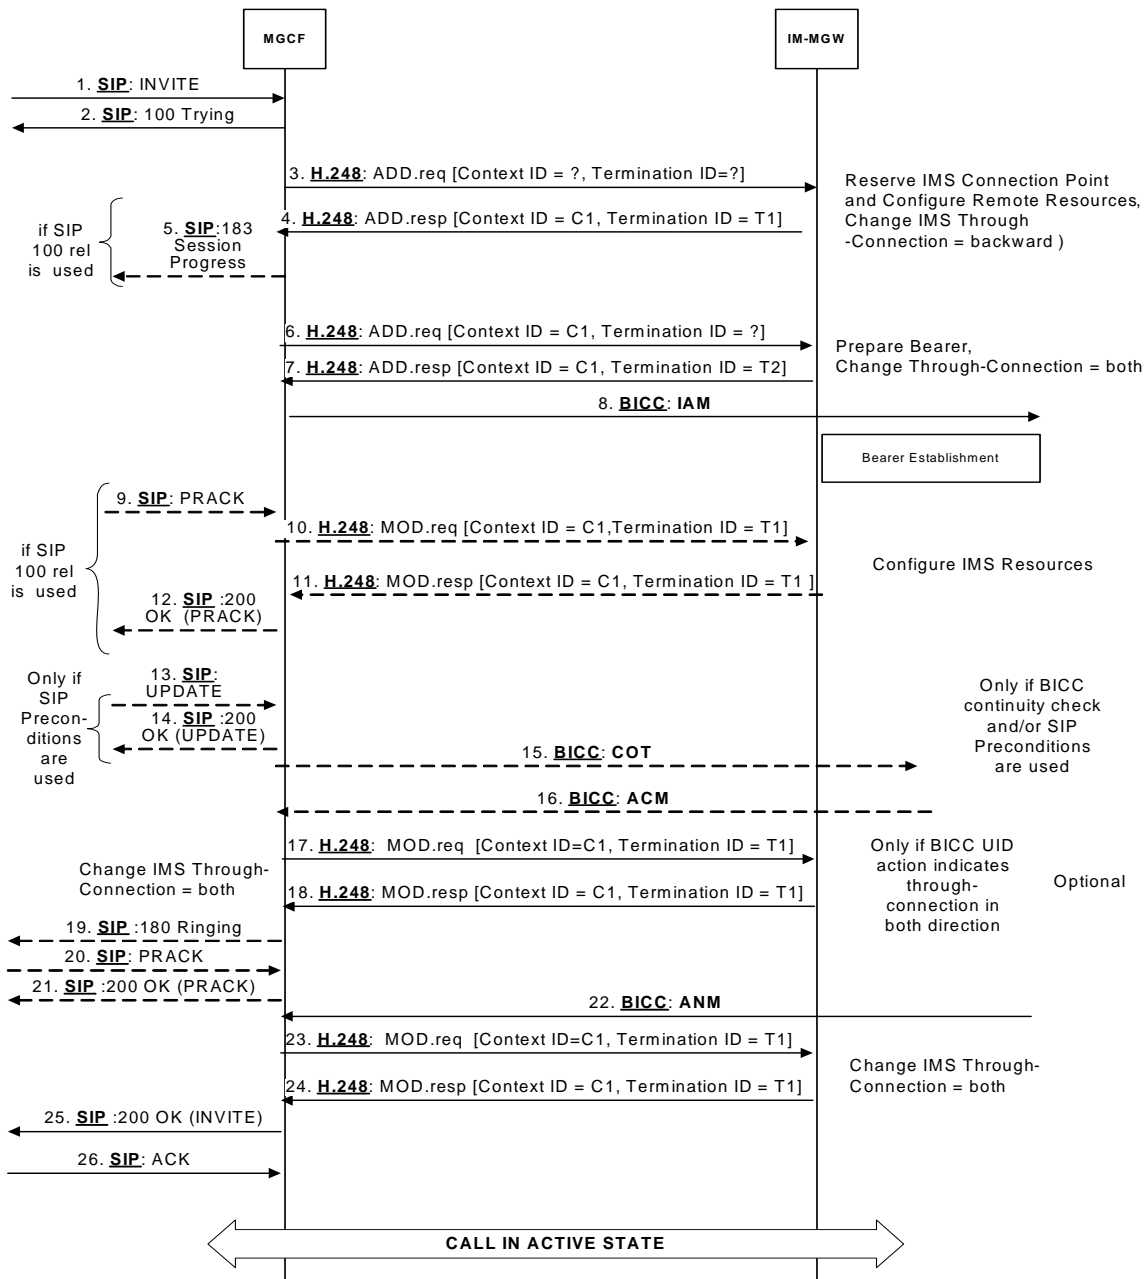 MGCF
IM-MGW
1. SIP: INVITE
2. SIP: 100 Trying
3. H.248: ADD.req [Context ID = ?, Termination ID=?]
Reserve IMS Connection Point
and Configure Remote Resources,
Change IMS Through
-Connection = backward )
4. H.248: ADD.resp [Context ID = C1, Termination ID = T1]
if SIP
100 rel
is used
5. SIP:183
Session
Progress
6. H.248: ADD.req [Context ID = C1, Termination ID = ?]
Prepare Bearer,
Change Through-Connection = both
7. H.248: ADD.resp [Context ID = C1, Termination ID = T2]
8. BICC: IAM
Bearer Establishment
9. SIP: PRACK
10. H.248: MOD.req [Context ID = C1,Termination ID = T1]
if SIP
100 rel
is used
Configure IMS Resources
11. H.248: MOD.resp [Context ID = C1, Termination ID = T1 ]
12. SIP :200
OK (PRACK)
Only if
SIP
Precon-
ditions
are
used
13. SIP:
UPDATE
14. SIP :200
OK (UPDATE)
Only if BICC
continuity check
and/or SIP
Preconditions
are used
15. BICC: COT
16. BICC: ACM
17. H.248: MOD.req [Context ID=C1, Termination ID = T1]
Change IMS Through-
Connection = both
Only if BICC UID
action indicates
through-
connection in
both direction
Optional
18. H.248: MOD.resp [Context ID = C1, Termination ID = T1]
19. SIP :180 Ringing
20. SIP: PRACK
21. SIP :200 OK (PRACK)
22. BICC: ANM
23. H.248: MOD.req [Context ID=C1, Termination ID = T1]
Change IMS Through-
Connection = both
24. H.248: MOD.resp [Context ID = C1, Termination ID = T1]
25. SIP :200 OK (INVITE)
26. SIP: ACK
CALL IN ACTIVE STATE